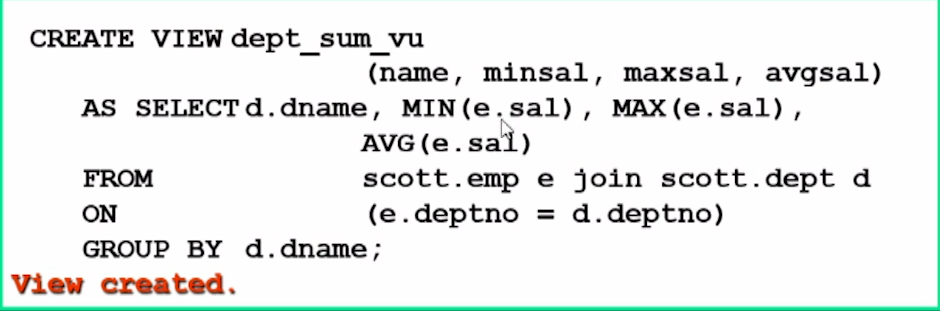 CREATE VIEW dept_sum_vu
(name, minsal, maxsal, avgsal)
AS SELECT d.dname, MIN(e.sal), MAX(e.sal),
AVG(e.sal)
FROM scott.emp e join scott.dept d
ON (e.deptno = d.deptno)
GROUP BY d.dname;
View created.